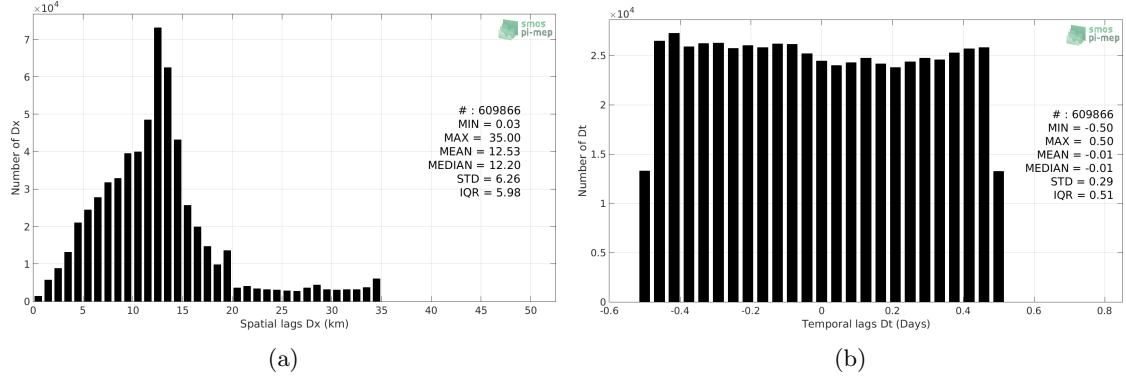 ×10⁴
7
6
5
4
3
2
1
0
Number of Dx
smos
pi-mep
# : 609866
MIN = 0.03
MAX = 35.00
MEAN = 12.53
MEDIAN = 12.20
STD = 6.26
IQR = 5.98
0 5 10 15 20 25 30 35 40 45 50
Spatial lags Dx (km)
(a)
×10⁴
2.5
2
1.5
1
0.5
0
Number of Dt
smos
pi-mep
# : 609866
MIN = -0.50
MAX = 0.50
MEAN = -0.01
MEDIAN = -0.01
STD = 0.29
IQR = 0.51
-0.6 -0.4 -0.2 0 0.2 0.4 0.6 0.8
Temporal lags Dt (Days)
(b)